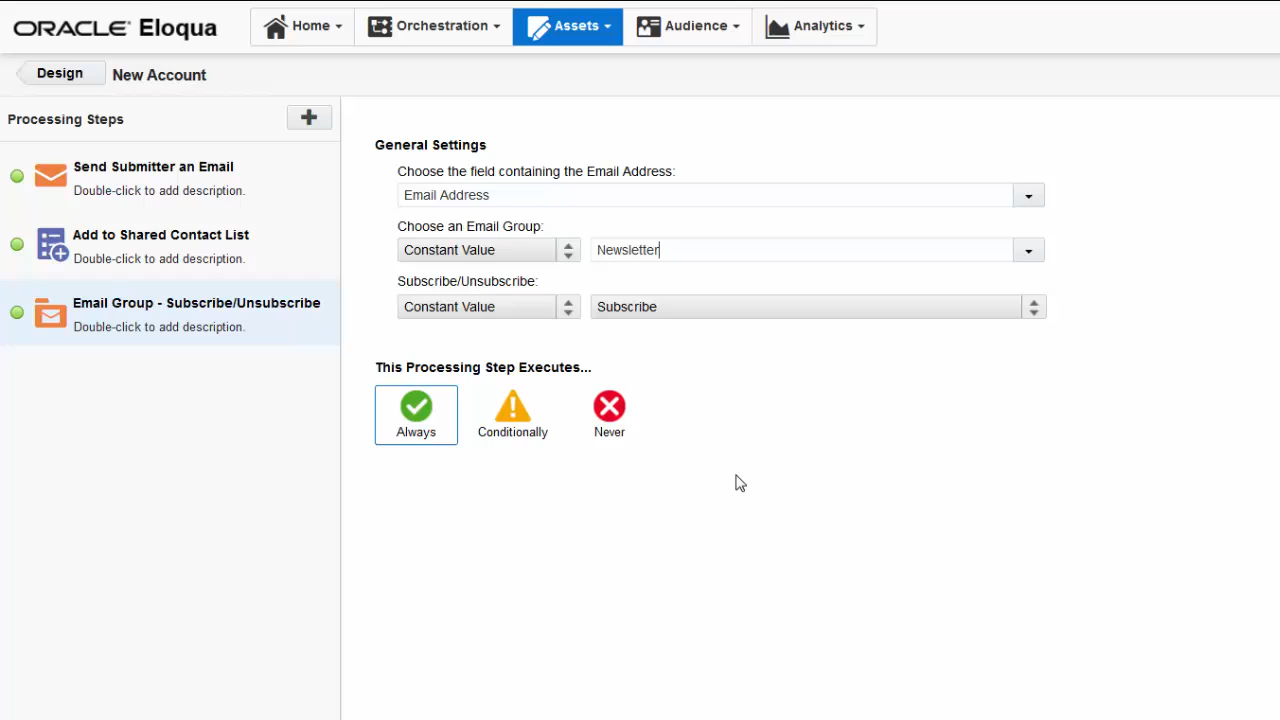 ORACLE® Eloqua
Home
Orchestration
Assets
Audience
Analytics
Design
New Account
Processing Steps
Send Submitter an Email
Double-click to add description.
Add to Shared Contact List
Double-click to add description.
Email Group - Subscribe/Unsubscribe
Double-click to add description.
General Settings
Choose the field containing the Email Address:
Email Address
Choose an Email Group:
Constant Value
Newsletter
Subscribe/Unsubscribe:
Constant Value
Subscribe
This Processing Step Executes...
Always
Conditionally
Never